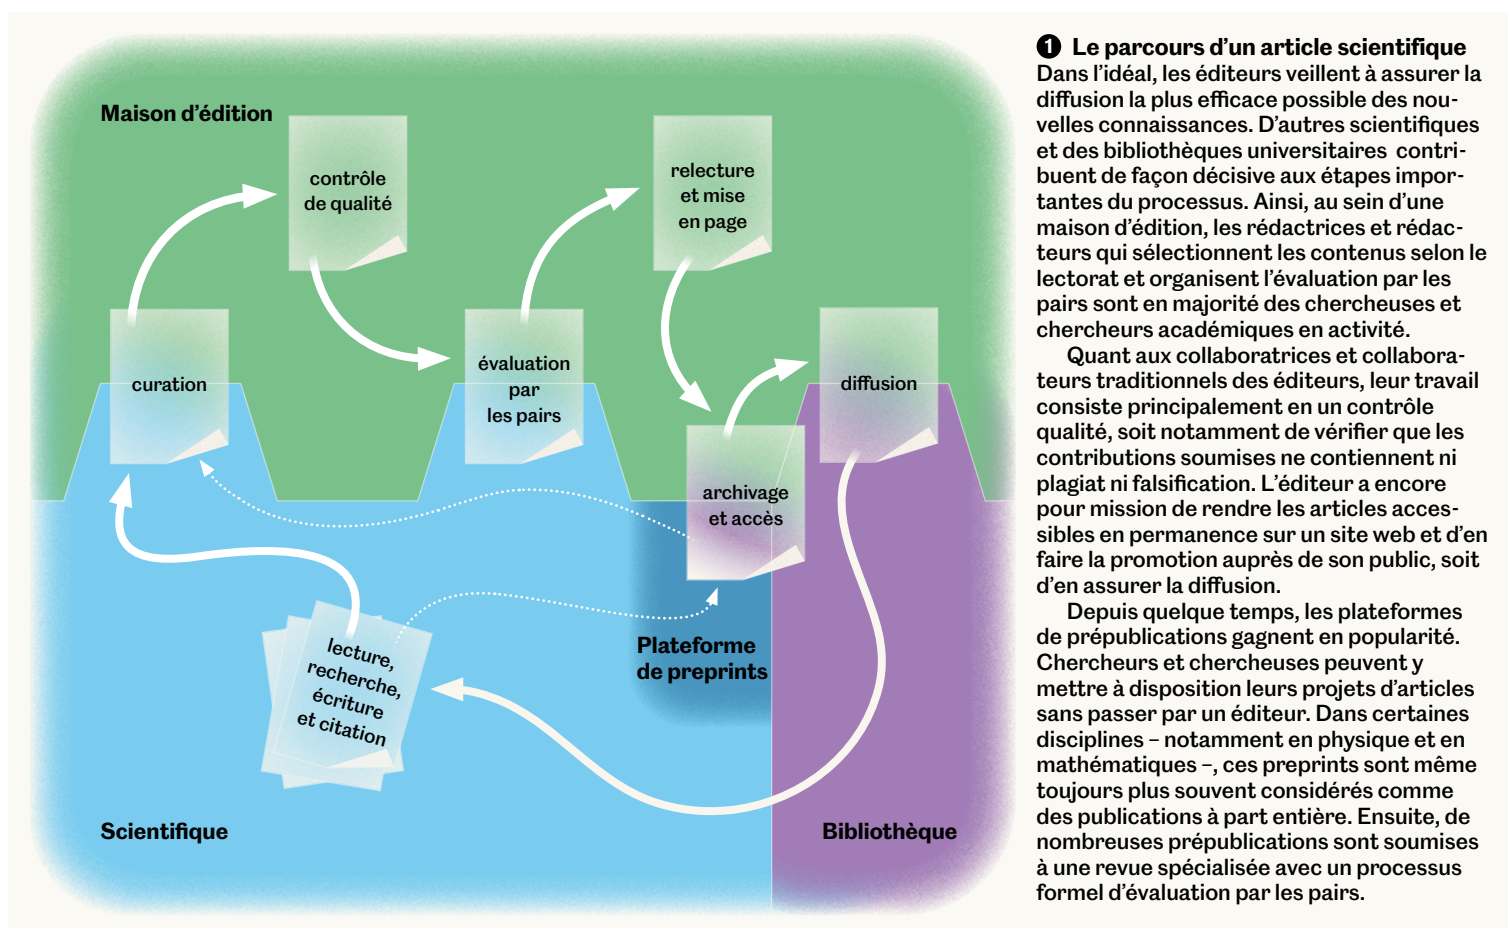 Maison d’édition
contrôle
de qualité
relecture
et mise
en page
curation
évaluation
par
les pairs
diffusion
archivage
et accès
lecture,
recherche,
écriture
et citation
Plateforme
de preprints
Scientifique
Bibliothèque
1 Le parcours d’un article scientifique
Dans l’idéal, les éditeurs veillent à assurer la
diffusion la plus efficace possible des nou-
velles connaissances. D’autres scientifiques
et des bibliothèques universitaires contri-
buent de façon décisive aux étapes impor-
tantes du processus. Ainsi, au sein d’une
maison d’édition, les rédactrices et rédac-
teurs qui sélectionnent les contenus selon le
lectorat et organisent l’évaluation par les
pairs sont en majorité des chercheuses et
chercheurs académiques en activité.
Quant aux collaboratrices et collabora-
teurs traditionnels des éditeurs, leur travail
consiste principalement en un contrôle
qualité, soit notamment de vérifier que les
contributions soumises ne contiennent ni
plagiat ni falsification. L’éditeur a encore
pour mission de rendre les articles acces-
sibles en permanence sur un site web et d’en
faire la promotion auprès de son public, soit
d’en assurer la diffusion.
Depuis quelque temps, les plateformes
de prépublications gagnent en popularité.
Chercheurs et chercheuses peuvent y
mettre à disposition leurs projets d’articles
sans passer par un éditeur. Dans certaines
disciplines – notamment en physique et en
mathématiques –, ces preprints sont même
toujours plus souvent considérés comme
des publications à part entière. Ensuite, de
nombreuses prépublications sont soumises
à une revue spécialisée avec un processus
formel d’évaluation par les pairs.